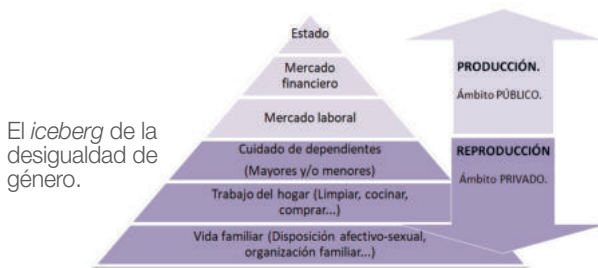 El iceberg de la
desigualdad de
género.
Estado
Mercado
financiero
Mercado laboral
Cuidado de dependientes
(Mayores y/o menores)
Trabajo del hogar (Limpiar, cocinar,
comprar...)
Vida familiar (Disposición afectivo-sexual,
organización familiar...)
PRODUCCIÓN.
Ámbito PÚBLICO.
REPRODUCCIÓN
Ámbito PRIVADO.